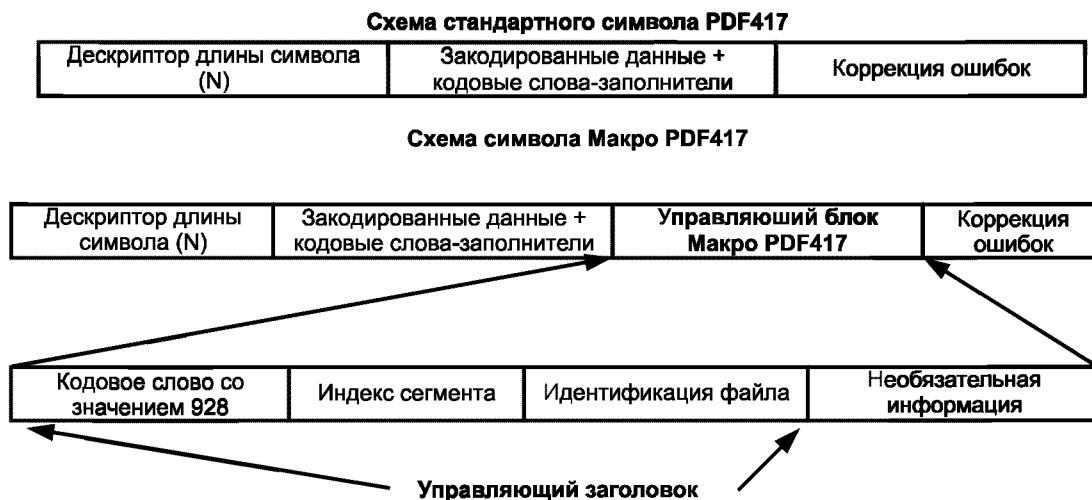 Схема стандартного символа PDF417
Дескриптор длины символа
(N)
Закодированные данные +
кодовые слова-заполнители
Коррекция ошибок
Схема символа Макро PDF417
Дескриптор длины
символа (N)
Закодированные данные +
кодовые слова-заполнители
Управляюший блок
Макро PDF417
Коррекция
ошибок
Кодовое слово со
значением 928
Индекс сегмента
Идентификация файла
Необязательная
информация
Управляющий заголовок